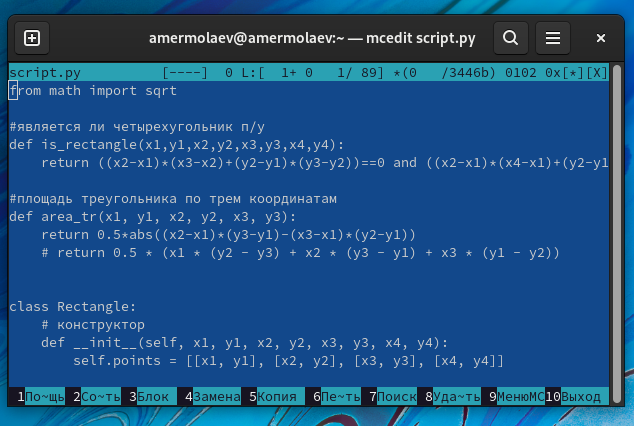 amermolaev@amermolaev:~ — mcedit script.py
script.py          [----]  0 L:[  1+ 0   1/ 89] *(0   /3446b) 0102 0x[*][X]
from math import sqrt
#является ли четырехугольник п/у
def is_rectangle(x1,y1,x2,y2,x3,y3,x4,y4):
    return ((x2-x1)*(x3-x2)+(y2-y1)*(y3-y2))==0 and ((x2-x1)*(x4-x1)+(y2-y1
#площадь треугольника по трем координатам
def area_tr(x1, y1, x2, y2, x3, y3):
    return 0.5*abs((x2-x1)*(y3-y1)-(x3-x1)*(y2-y1))
    # return 0.5 * (x1 * (y2 - y3) + x2 * (y3 - y1) + x3 * (y1 - y2))
class Rectangle:
    # конструктор
    def __init__(self, x1, y1, x2, y2, x3, y3, x4, y4):
        self.points = [[x1, y1], [x2, y2], [x3, y3], [x4, y4]]
1По~щь 2Со~ть 3Блок 4Замена 5Копия 6Пе~ть 7Поиск 8Уда~ть 9МенюMC 10Выход